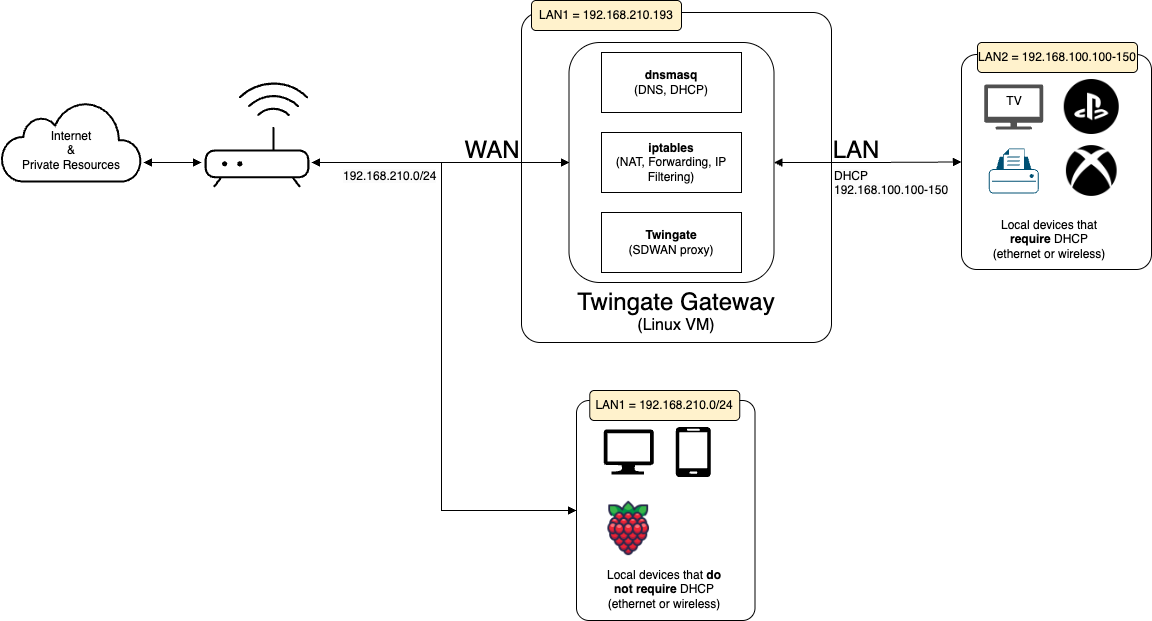 LAN1 = 192.168.210.193
dnsmasq
(DNS, DHCP)
iptables
(NAT, Forwarding, IP
Filtering)
Twingate
(SDWAN proxy)
Twingate Gateway
(Linux VM)
Internet
&
Private Resources
192.168.210.0/24
WAN
LAN
DHCP
192.168.100.100-150
LAN2 = 192.168.100.100-150
TV
Local devices that
require DHCP
(ethernet or wireless)
LAN1 = 192.168.210.0/24
Local devices that do
not require DHCP
(ethernet or wireless)